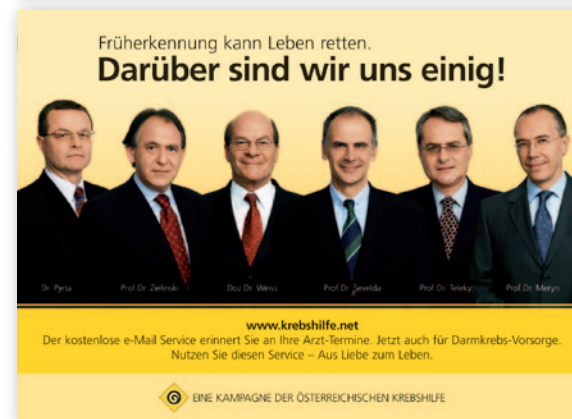 Früherkennung kann Leben retten.
Darüber sind wir uns einig!
Dr. Pjeta
Prof.Dr. Zielinski
Doz.Dr. Weiss
Prof.Dr. Sevelda
Prof.Dr. Teleky
Prof.Dr. Meryn
www.krebshilfe.net
Der kostenlose e-Mail Service erinnert Sie an Ihre Arzt-Termine. Jetzt auch für Darmkrebs-Vorsorge.
Nutzen Sie diesen Service – Aus Liebe zum Leben.
EINE KAMPAGNE DER ÖSTERREICHISCHEN KREBSHILFE